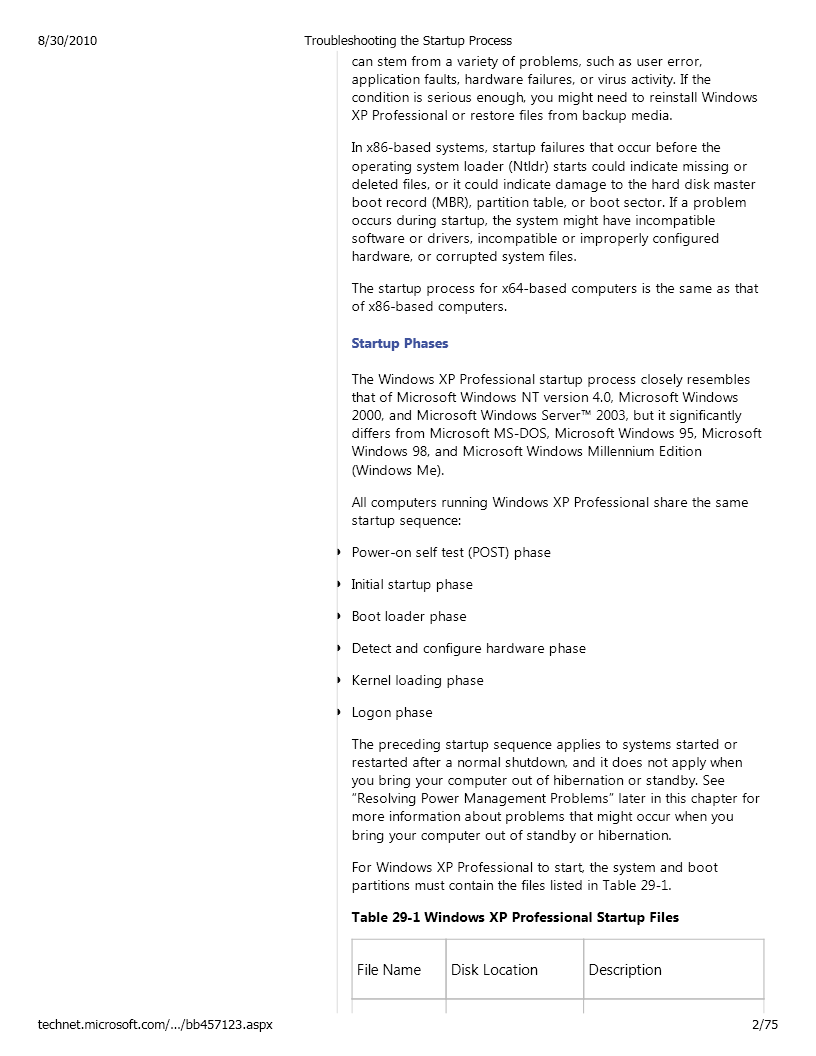 8/30/2010
Troubleshooting the Startup Process
can stem from a variety of problems, such as user error,
application faults, hardware failures, or virus activity. If the
condition is serious enough, you might need to reinstall Windows
XP Professional or restore files from backup media.
In x86-based systems, startup failures that occur before the
operating system loader (Ntldr) starts could indicate missing or
deleted files, or it could indicate damage to the hard disk master
boot record (MBR), partition table, or boot sector. If a problem
occurs during startup, the system might have incompatible
software or drivers, incompatible or improperly configured
hardware, or corrupted system files.
The startup process for x64-based computers is the same as that
of x86-based computers.
Startup Phases
The Windows XP Professional startup process closely resembles
that of Microsoft Windows NT version 4.0, Microsoft Windows
2000, and Microsoft Windows Server™ 2003, but it significantly
differs from Microsoft MS-DOS, Microsoft Windows 95, Microsoft
Windows 98, and Microsoft Windows Millennium Edition
(Windows Me).
All computers running Windows XP Professional share the same
startup sequence:
Power-on self test (POST) phase
Initial startup phase
Boot loader phase
Detect and configure hardware phase
Kernel loading phase
Logon phase
The preceding startup sequence applies to systems started or
restarted after a normal shutdown, and it does not apply when
you bring your computer out of hibernation or standby. See
“Resolving Power Management Problems” later in this chapter for
more information about problems that might occur when you
bring your computer out of standby or hibernation.
For Windows XP Professional to start, the system and boot
partitions must contain the files listed in Table 29-1.
Table 29-1 Windows XP Professional Startup Files
File Name
Disk Location
Description
technet.microsoft.com/.../bb457123.aspx
2/75